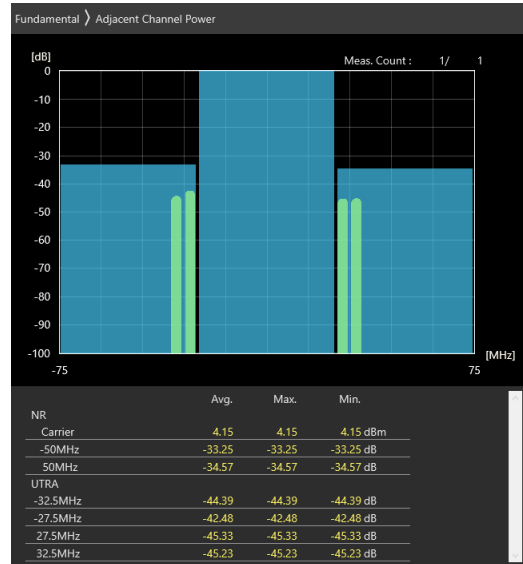 Fundamental 〉 Adjacent Channel Power
[dB]
Meas. Count : 1/ 1
0
-10
-20
-30
-40
-50
-60
-70
-80
-90
-100
[MHz]
-75 75
Avg. Max. Min.
NR
Carrier 4.15 4.15 4.15 dBm
-50MHz -33.25 -33.25 -33.25 dB
50MHz -34.57 -34.57 -34.57 dB
UTRA
-32.5MHz -44.39 -44.39 -44.39 dB
-27.5MHz -42.48 -42.48 -42.48 dB
27.5MHz -45.33 -45.33 -45.33 dB
32.5MHz -45.23 -45.23 -45.23 dB